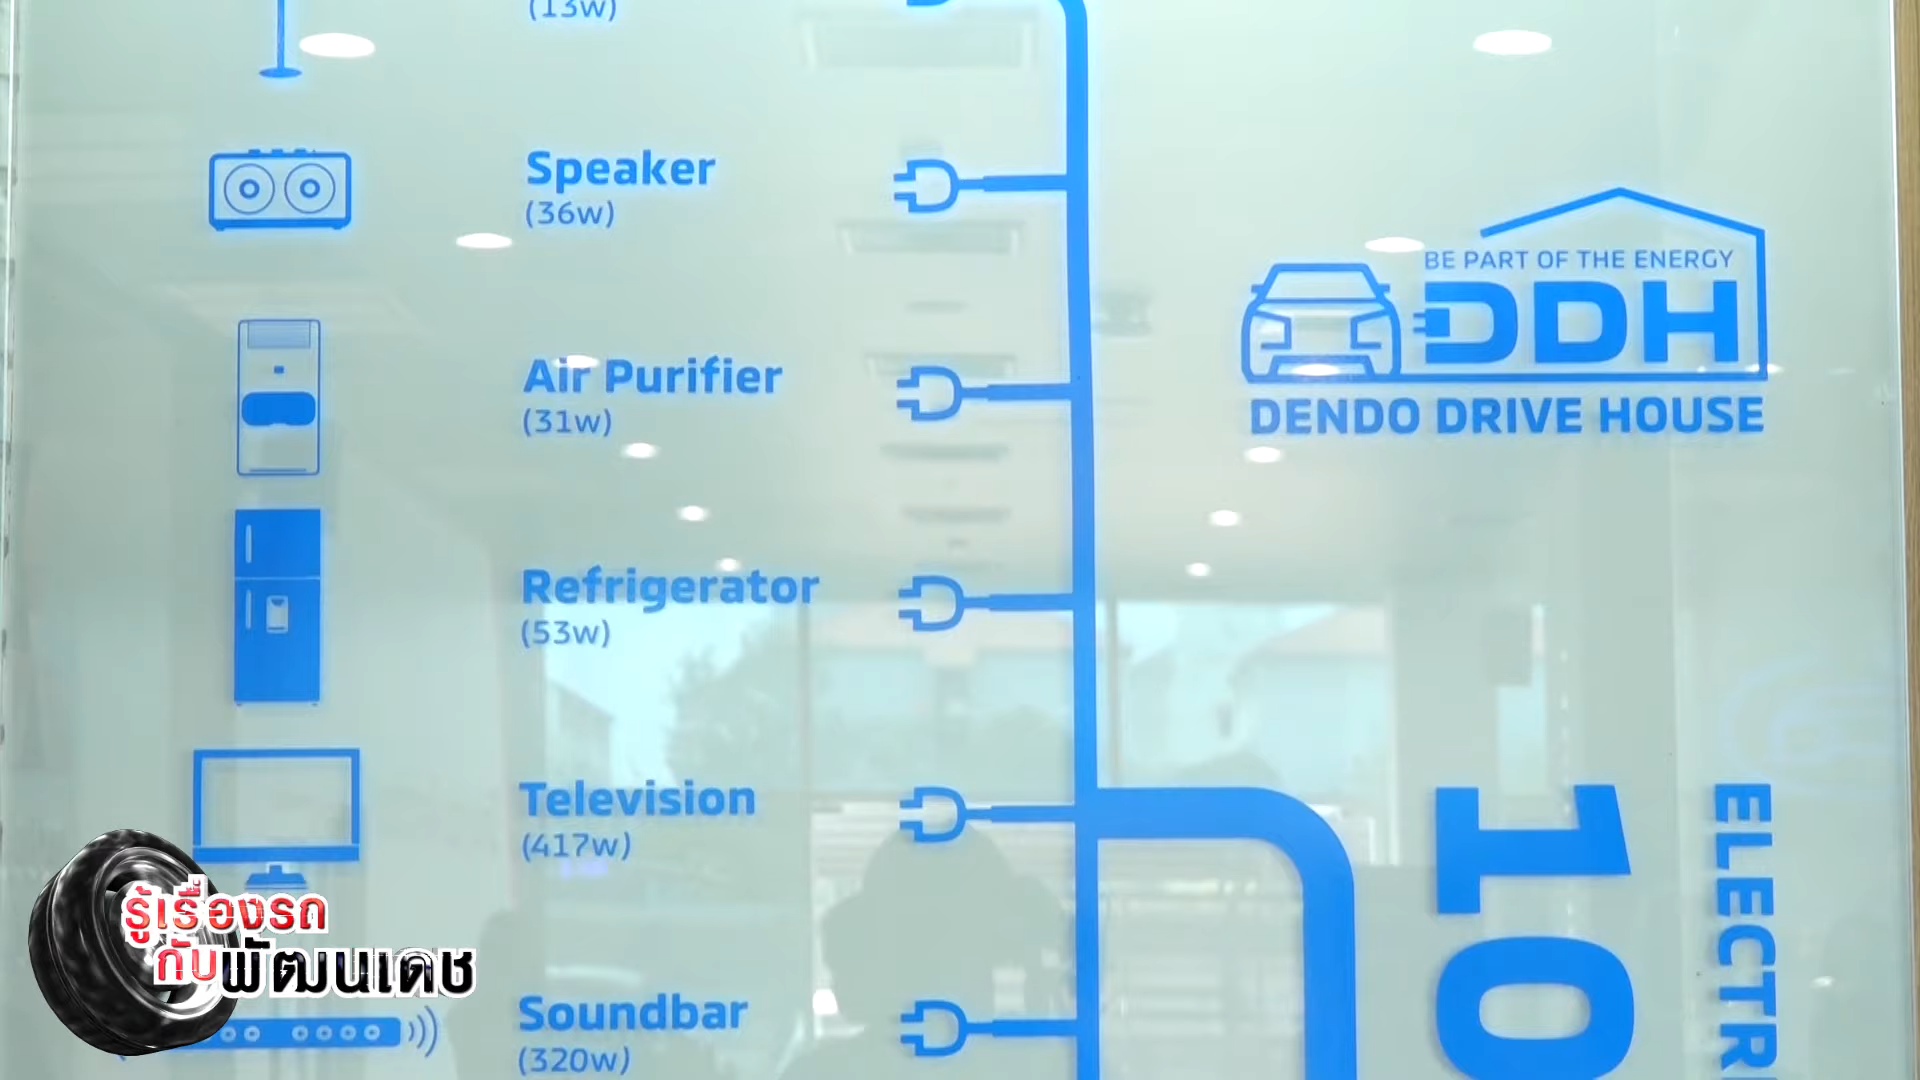 (13w)
Speaker
(36w)
Air Purifier
(31w)
Refrigerator
(53w)
Television
(417w)
Soundbar
(320w)
BE PART OF THE ENERGY
DDH
DENDO DRIVE HOUSE
10
ELECTR
รู้เรื่องรถ
กับพัฒนเดช